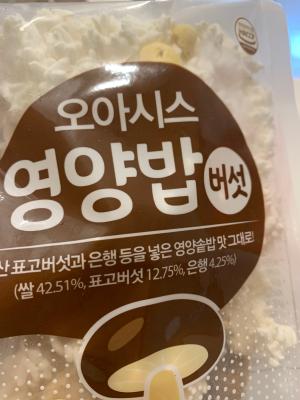 오아시스
영양밥 버섯
산 표고버섯과 은행 등을 넣은 영양솥밥 맛 그대로!
(쌀 42.51%, 표고버섯 12.75%, 은행 4.25%)
HACCP